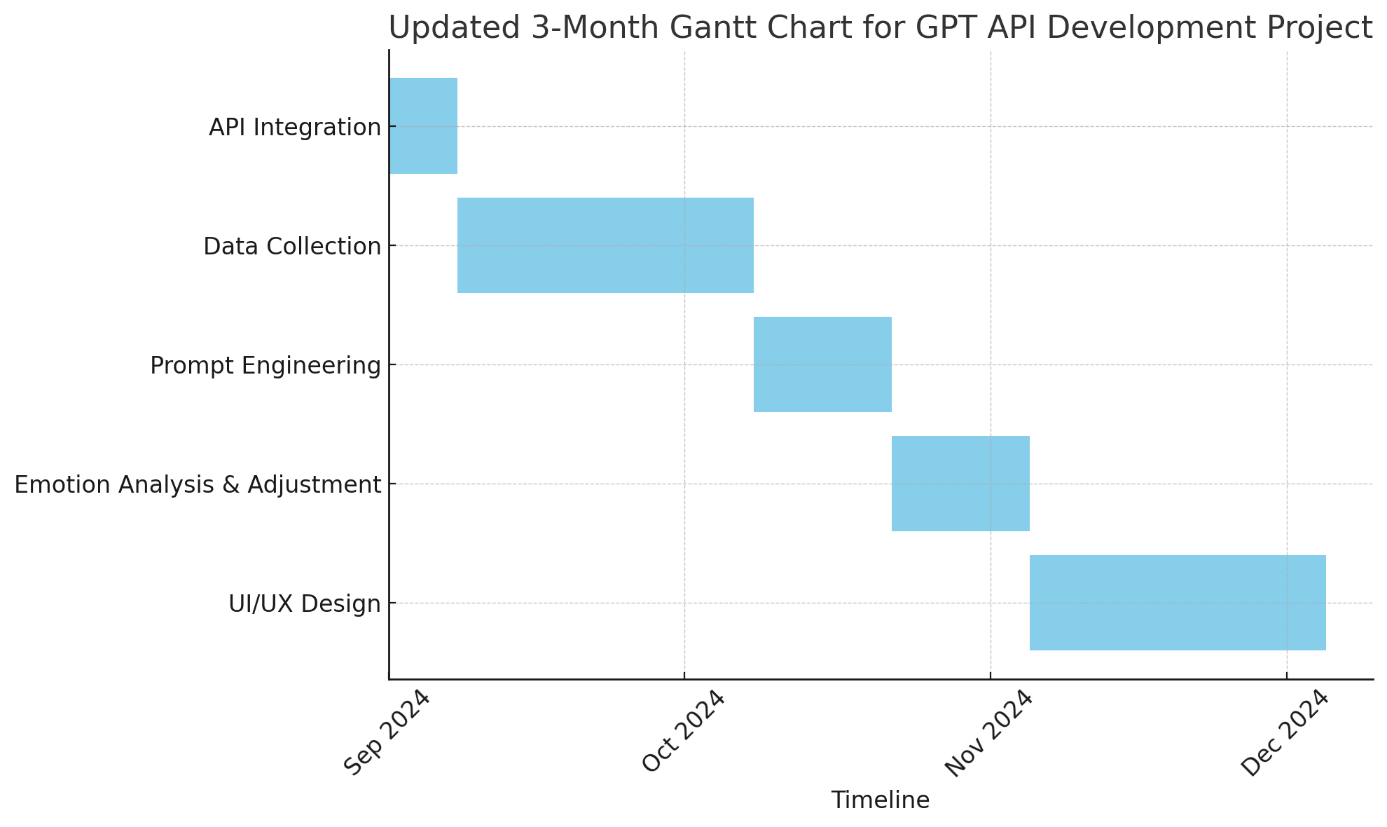 Updated 3-Month Gantt Chart for GPT API Development Project
API Integration
Data Collection
Prompt Engineering
Emotion Analysis & Adjustment
UI/UX Design
Sep 2024
Oct 2024
Nov 2024
Dec 2024
Timeline